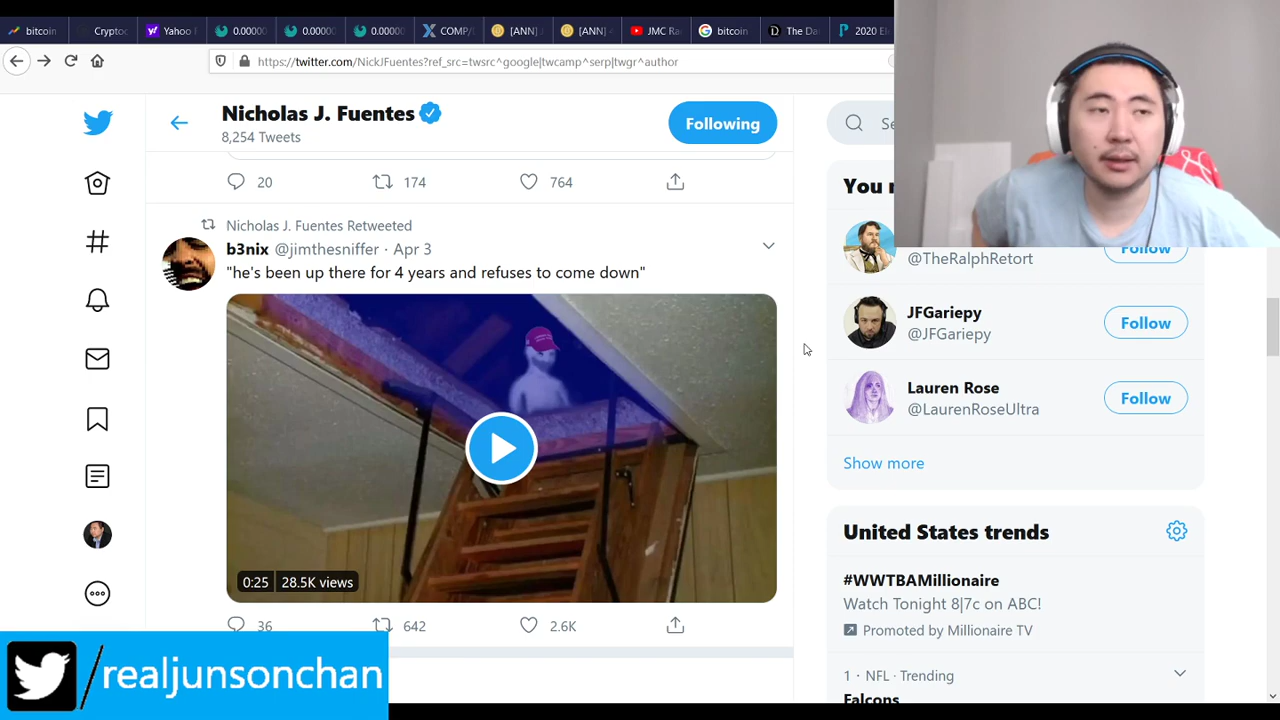 bitcoin
Cryptoc
Yahoo
0.00000
0.00000
0.00000
COMP/
[ANN]
[ANN]
JMC Ra
bitcoin
The Da
2020 El
https://twitter.com/NickJFuentes?ref_src=twsrc^google|twcamp^serp|twgr^author
Nicholas J. Fuentes
8,254 Tweets
Following
Se
20
174
764
Nicholas J. Fuentes Retweeted
b3nix @jimthesniffer · Apr 3
"he's been up there for 4 years and refuses to come down"
0:25 28.5K views
36
642
2.6K
You
@TheRalphRetort
Follow
JFGariepy
@JFGariepy
Follow
Lauren Rose
@LaurenRoseUltra
Follow
Show more
United States trends
#WWTBAMillionaire
Watch Tonight 8|7c on ABC!
Promoted by Millionaire TV
1 · NFL · Trending
Falcons
/realjunsonchan